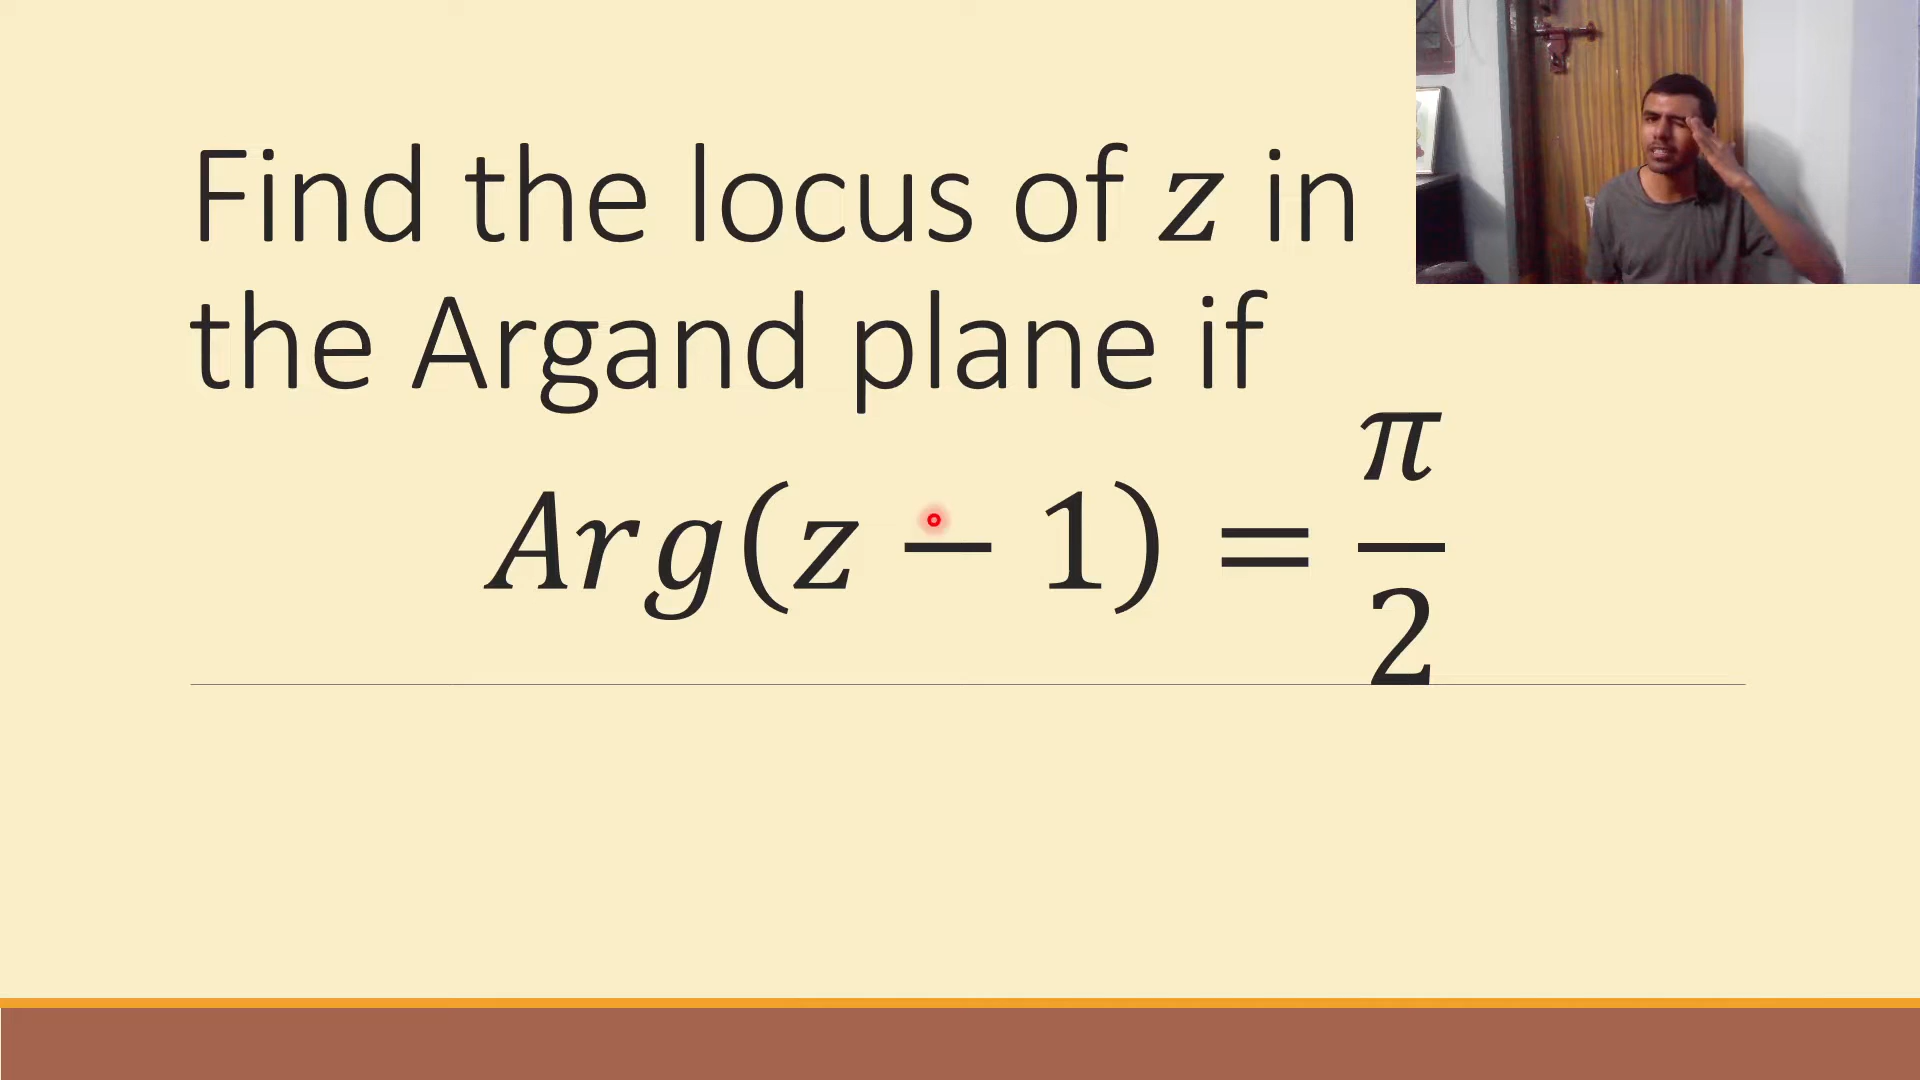 Find the locus of 𝑧 in
the Argand plane if
𝐴𝑟𝑔(𝑧 − 1) = π/2